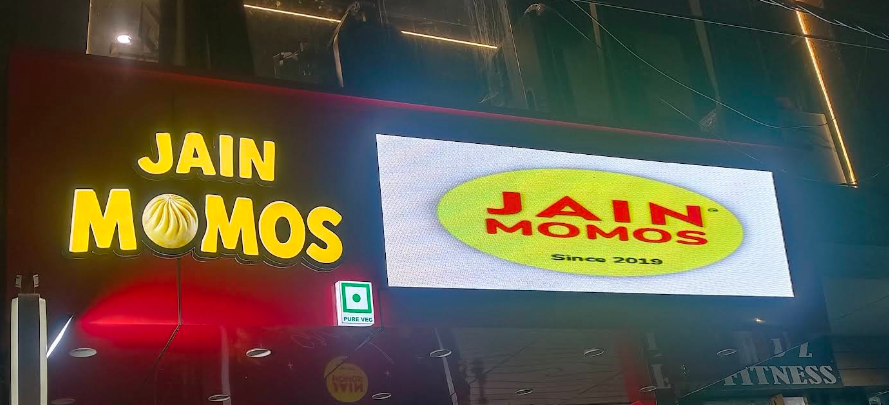 JAIN
MOMOS
PURE VEG
JAIN
MOMOS
Since 2019
FITNESS